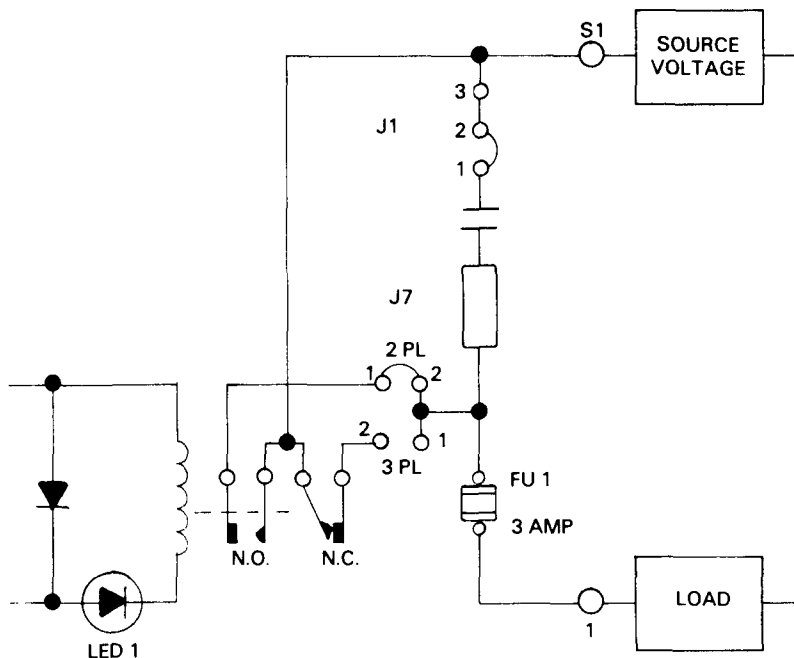 S1
SOURCE
VOLTAGE
3
J1
2
1
J7
2 PL
1
2
2
1
3 PL
FU 1
3 AMP
N.O.
N.C.
LOAD
1
LED 1